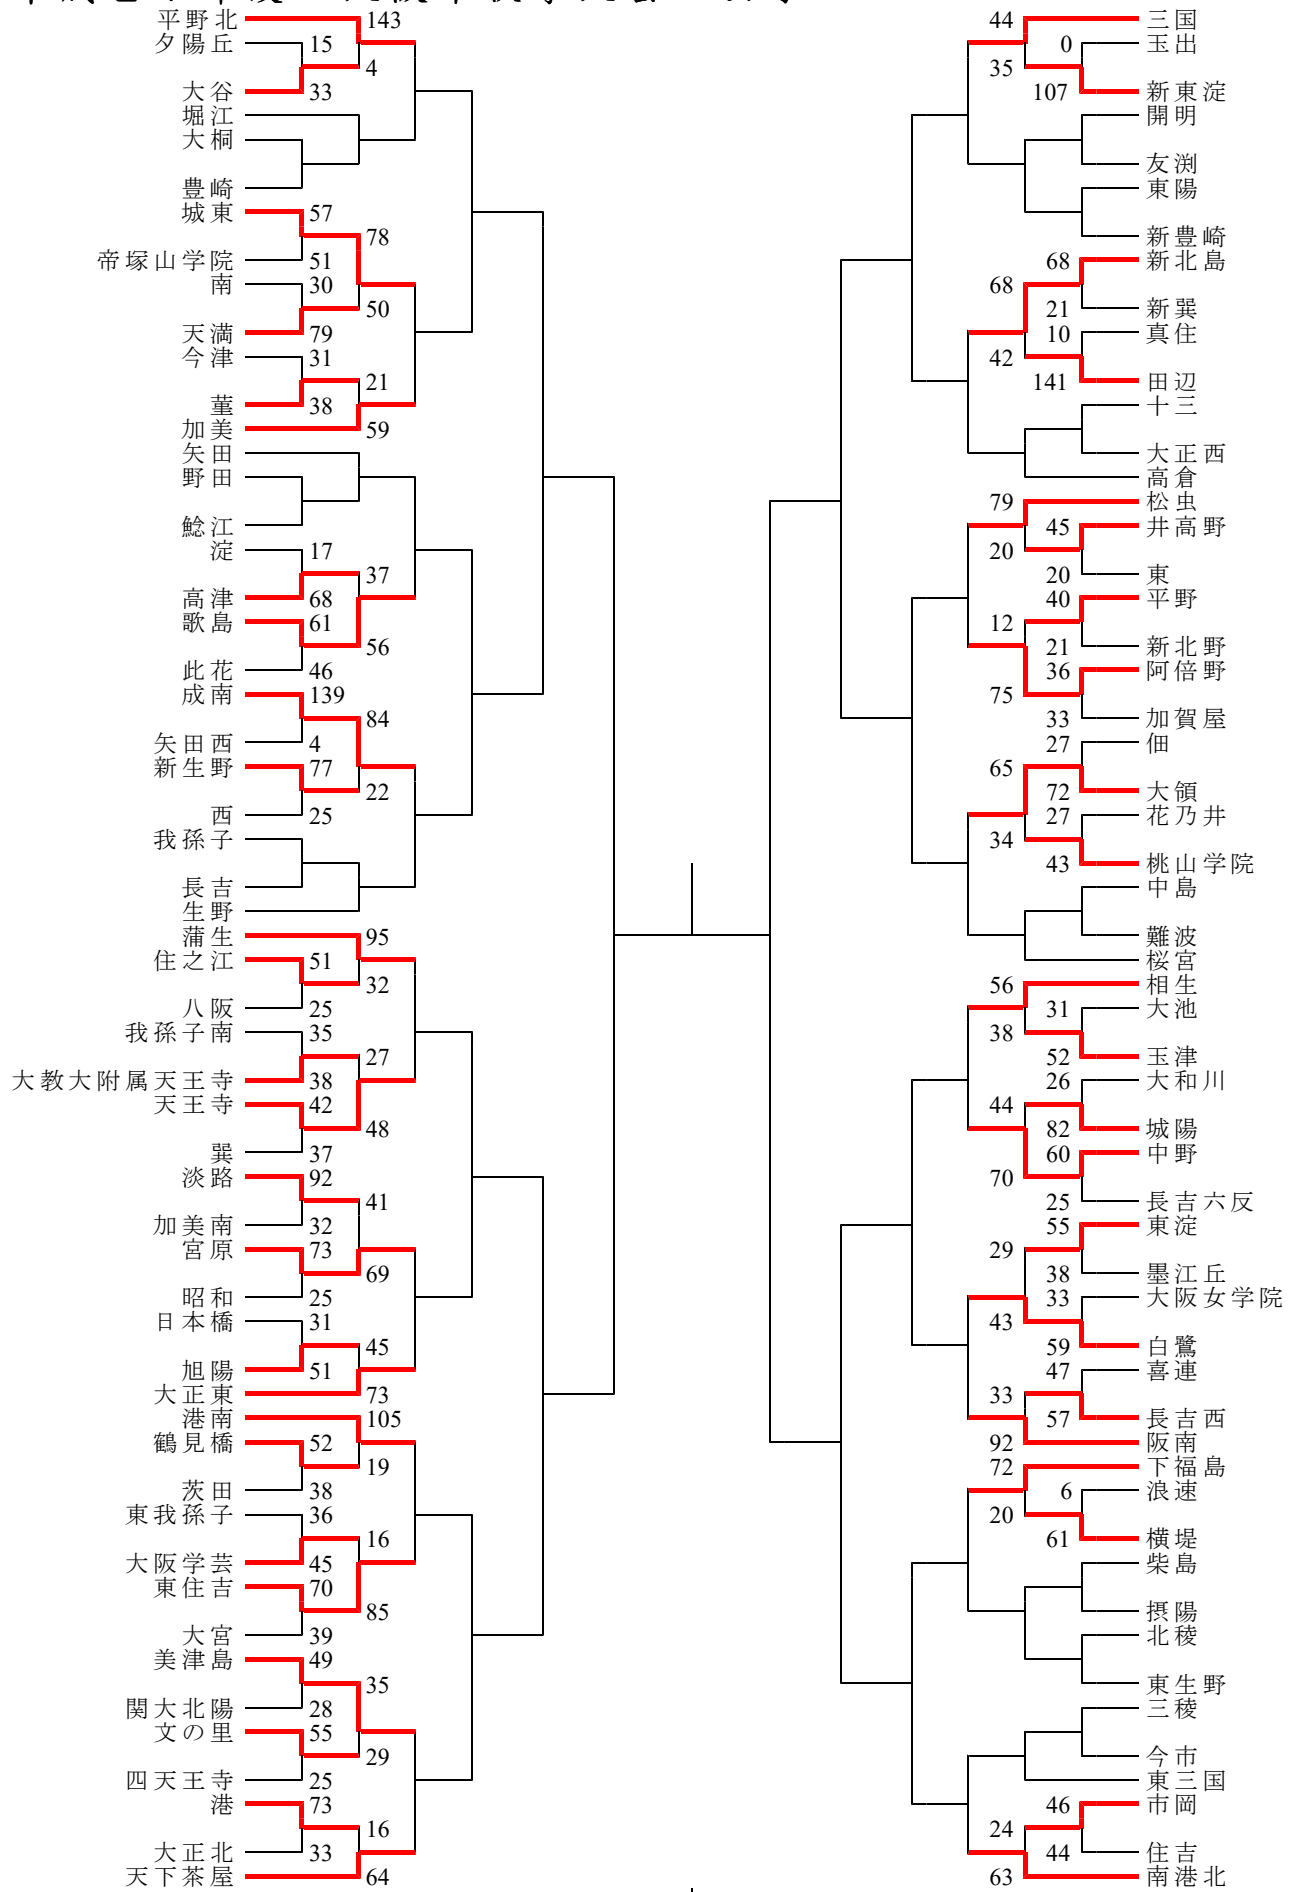 平野北 143 44 三国
夕陽丘 15 0 玉出
4 35
大谷 33 107 新東淀
堀江 開明
大桐
友渕
豊崎 東陽
城東 57
78 新豊崎
帝塚山学院 51 68 新北島
南 30 68
50 21 新巽
天満 79 10 真住
今津 31 42
21 141 田辺
菫 38 十三
加美 59
矢田 大正西
野田 高倉
79 松虫
鯰江 45 井高野
淀 17 20
37 20 東
高津 68 40 平野
歌島 61 12
56 21 新北野
此花 46 36 阿倍野
成南 139 75
84 33 加賀屋
矢田西 4 27 佃
新生野 77 65
22 72 大領
西 25 27 花乃井
我孫子 34
43 桃山学院
長吉 中島
生野
蒲生 95 難波
住之江 51 桜宮
32 56 相生
八阪 25 31 大池
我孫子南 35 38
27 52 玉津
大教大附属天王寺 38 26 大和川
天王寺 42 44
48 82 城陽
巽 37 60 中野
淡路 92 70
41 25 長吉六反
加美南 32 55 東淀
宮原 73 29
69 38 墨江丘
昭和 25 33 大阪女学院
日本橋 31 43
45 59 白鷺
旭陽 51 47 喜連
大正東 73 33
港南 105 57 長吉西
鶴見橋 52 92 阪南
19 72 下福島
茨田 38 6 浪速
東我孫子 36 20
16 61 横堤
大阪学芸 45 柴島
東住吉 70
85 摂陽
大宮 39 北稜
美津島 49
35 東生野
関大北陽 28 三稜
文の里 55
29 今市
四天王寺 25 東三国
港 73 46 市岡
16 24
大正北 33 44 住吉
天下茶屋 64 63 南港北